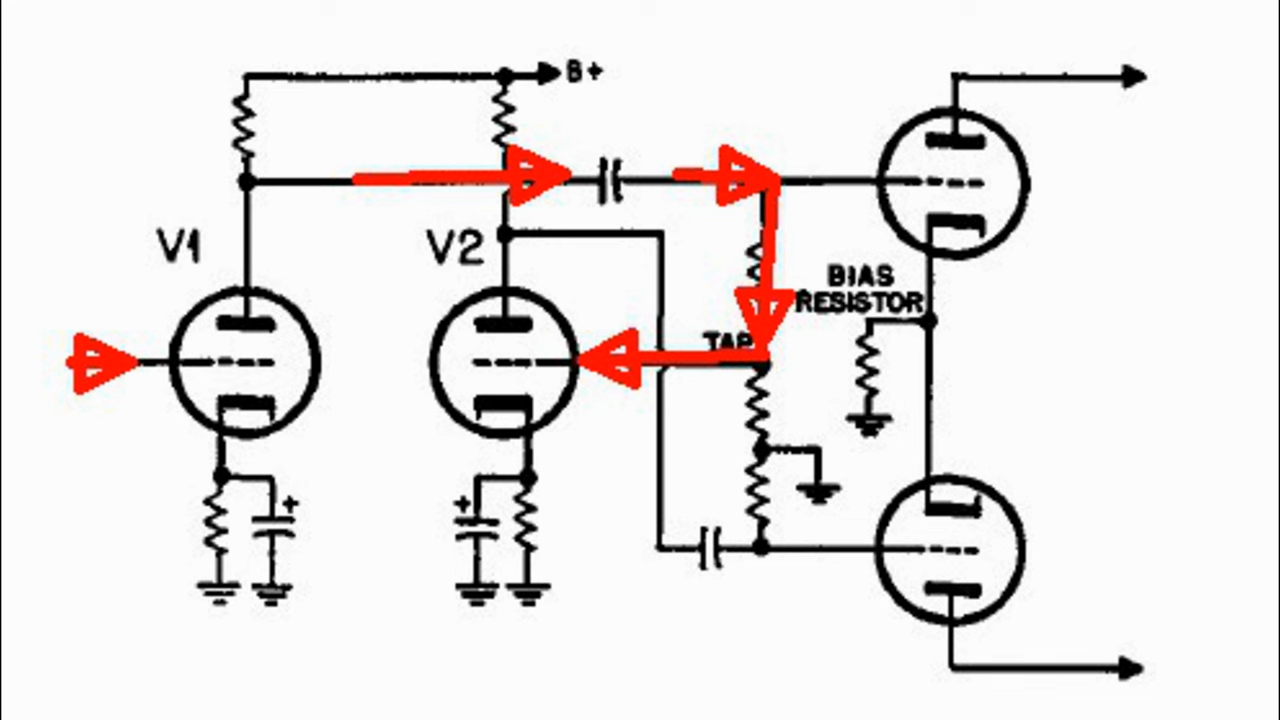 B+
V1
V2
BIAS
RESISTOR
TAP
+
+